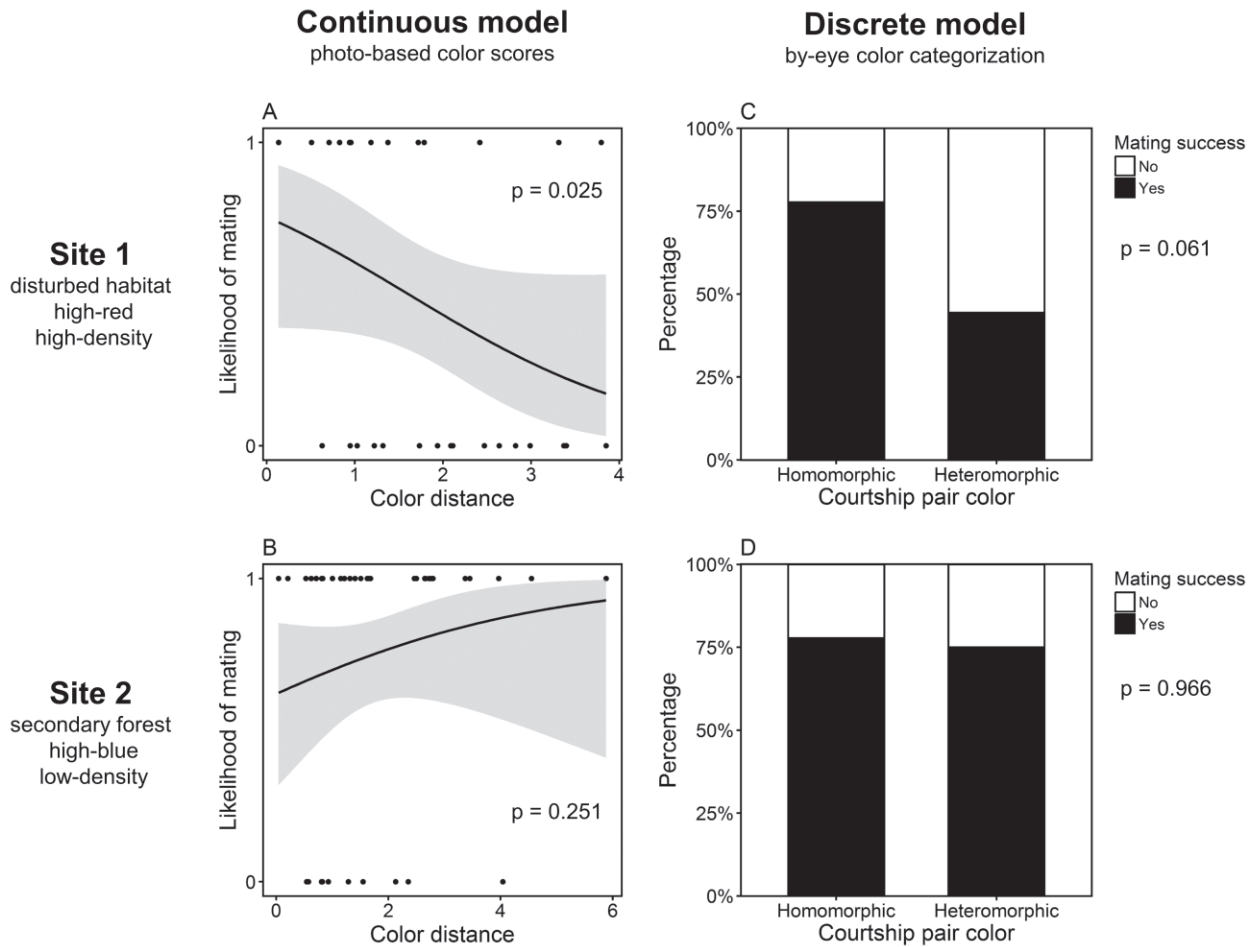 Continuous model
photo-based color scores
Discrete model
by-eye color categorization
Site 1
disturbed habitat
high-red
high-density
A
1
0
Likelihood of mating
p = 0.025
0 1 2 3 4
Color distance
C
100%
75%
50%
25%
0%
Percentage
Homomorphic Heteromorphic
Courtship pair color
Mating success
No
Yes
p = 0.061
Site 2
secondary forest
high-blue
low-density
B
1
0
Likelihood of mating
p = 0.251
0 2 4 6
Color distance
D
100%
75%
50%
25%
0%
Percentage
Homomorphic Heteromorphic
Courtship pair color
Mating success
No
Yes
p = 0.966